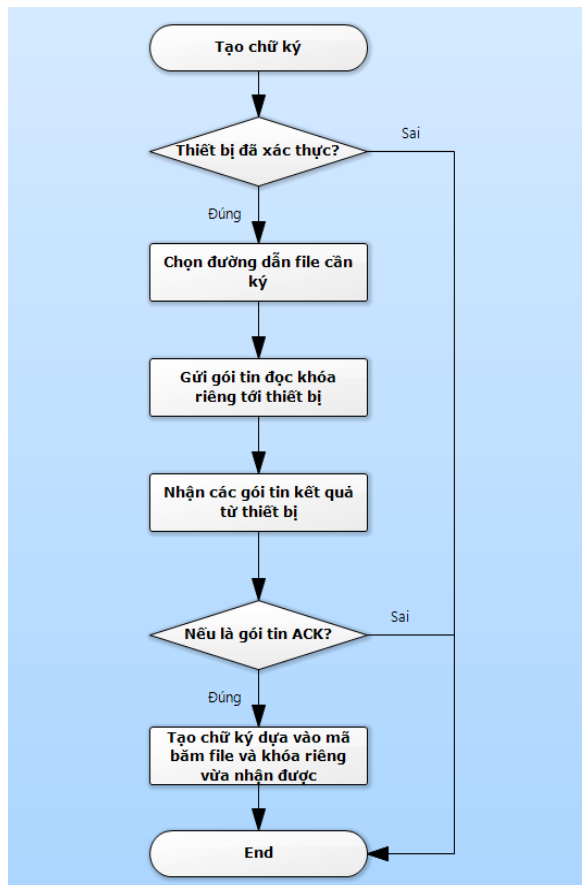 Tạo chữ ký
Thiết bị đã xác thực?
Sai
Đúng
Chọn đường dẫn file cần
ký
Gửi gói tin đọc khóa
riêng tới thiết bị
Nhận các gói tin kết quả
từ thiết bị
Nếu là gói tin ACK?
Sai
Đúng
Tạo chữ ký dựa vào mã
băm file và khóa riêng
vừa nhận được
End